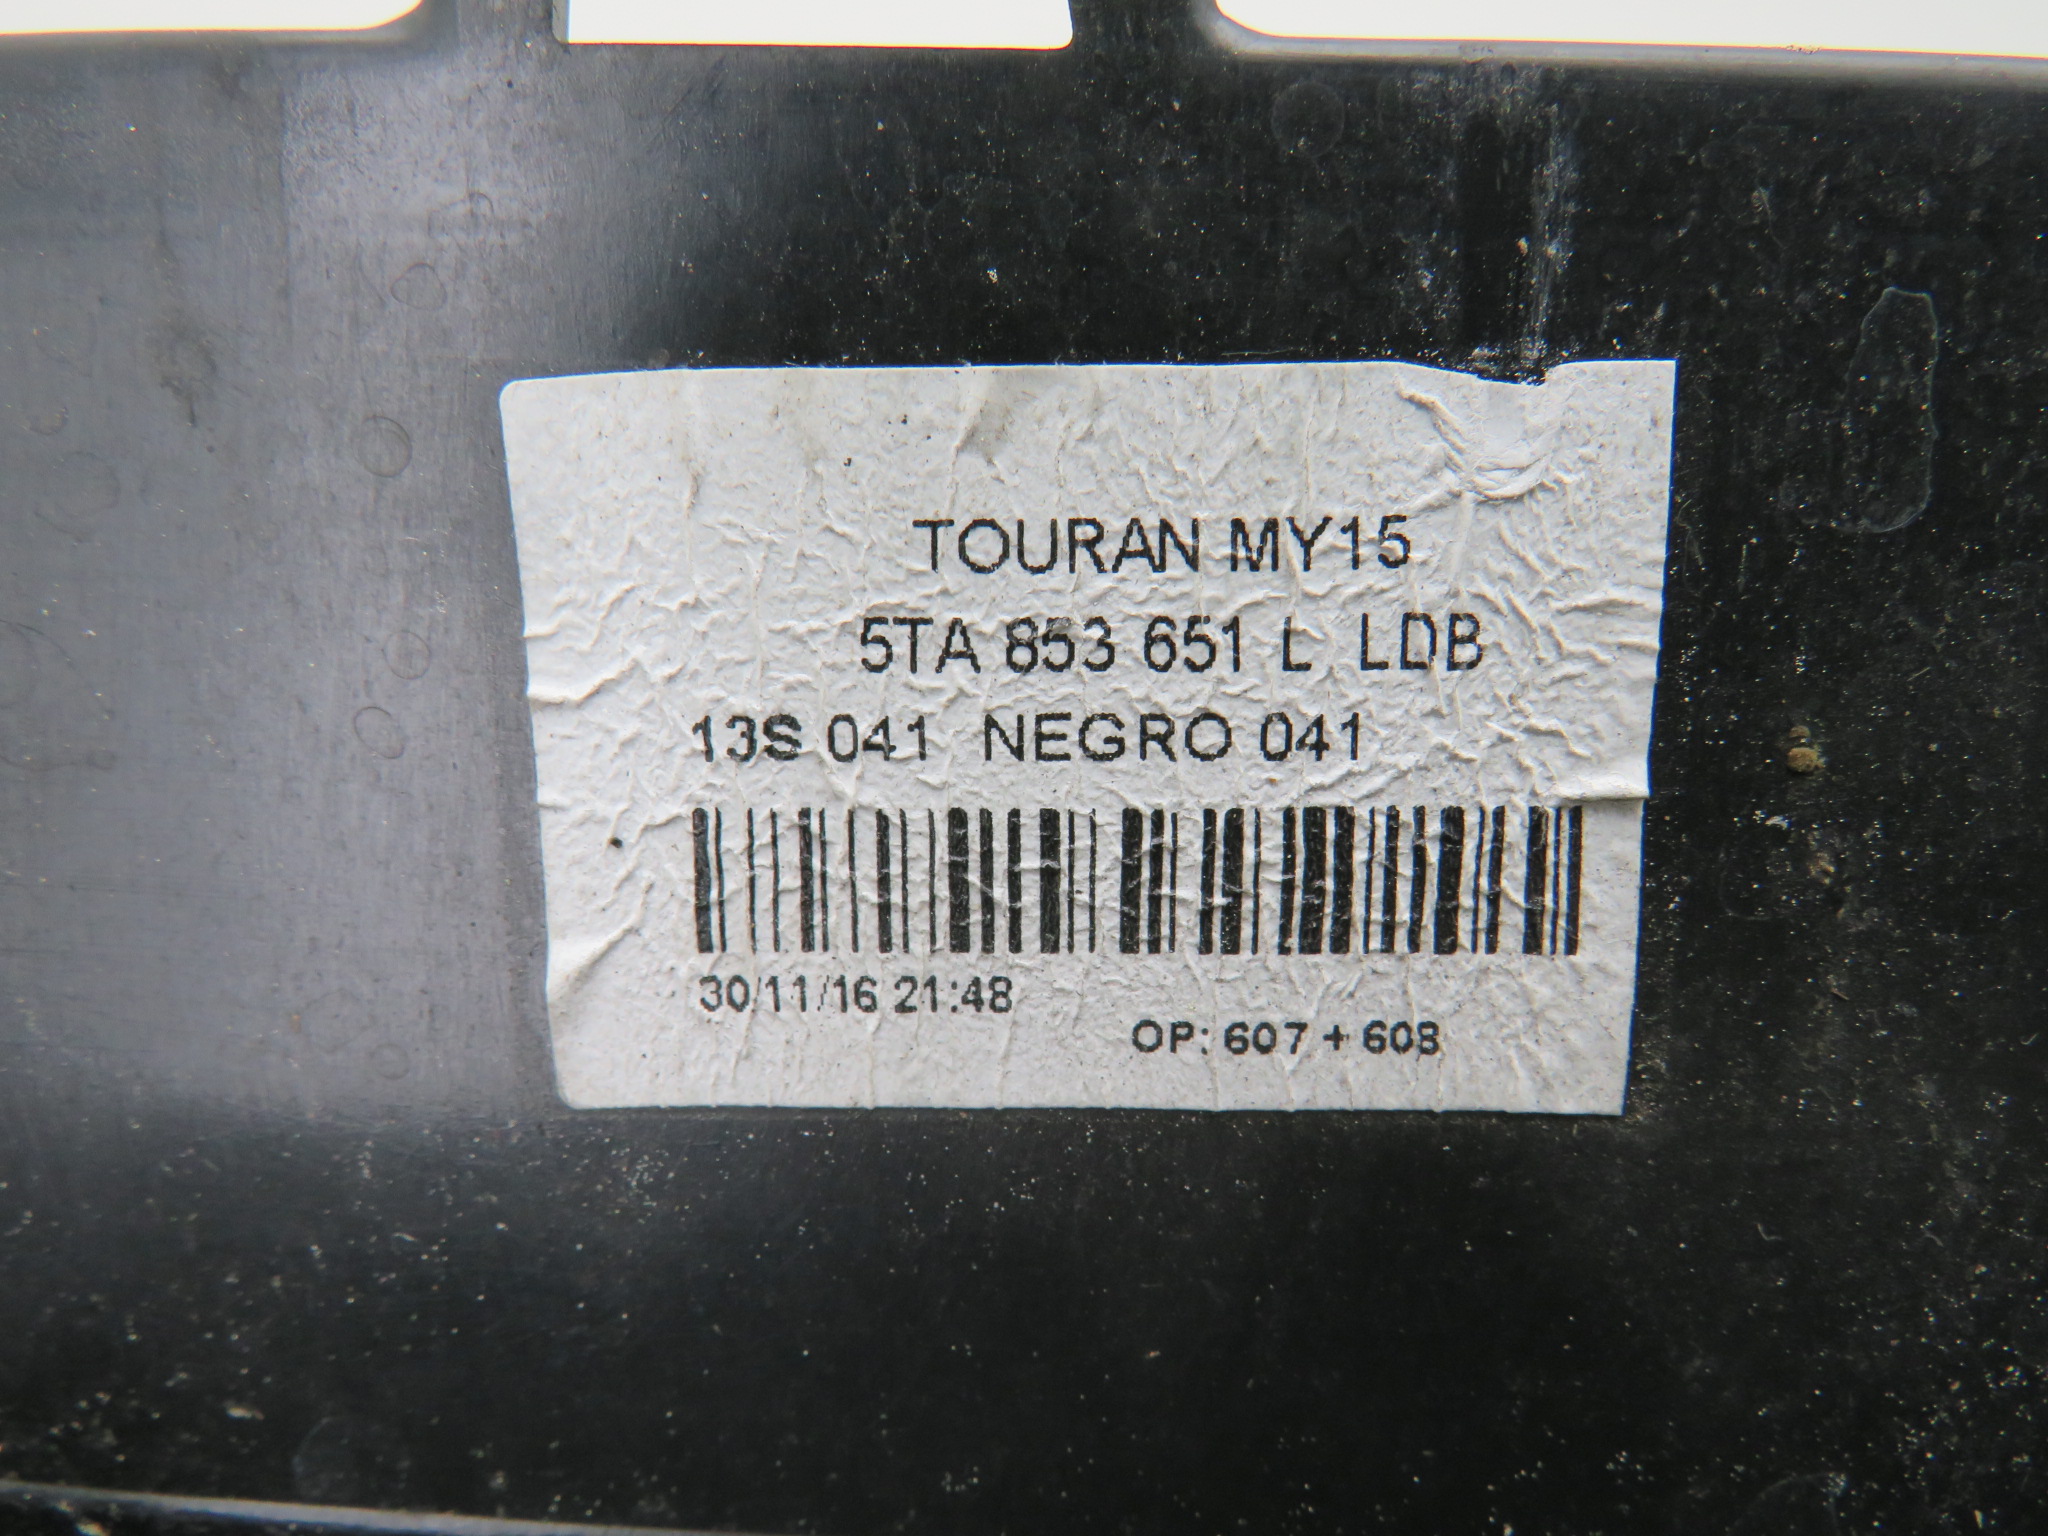 TOURAN MY15
5TA 853 651 L LDB
13S 041 NEGRO 041
30/11/16 21:48
OP: 607 + 608